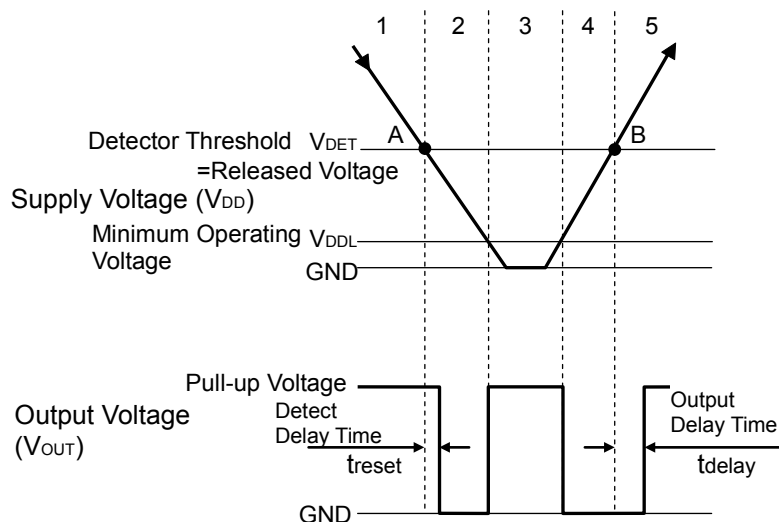 1 2 3 4 5
A B
Detector Threshold VDET
=Released Voltage
Supply Voltage (VDD)
Minimum Operating VDDL
Voltage
GND
Pull-up Voltage
Output Voltage
(VOUT)
Detect
Delay Time
treset
Output
Delay Time
tdelay
GND